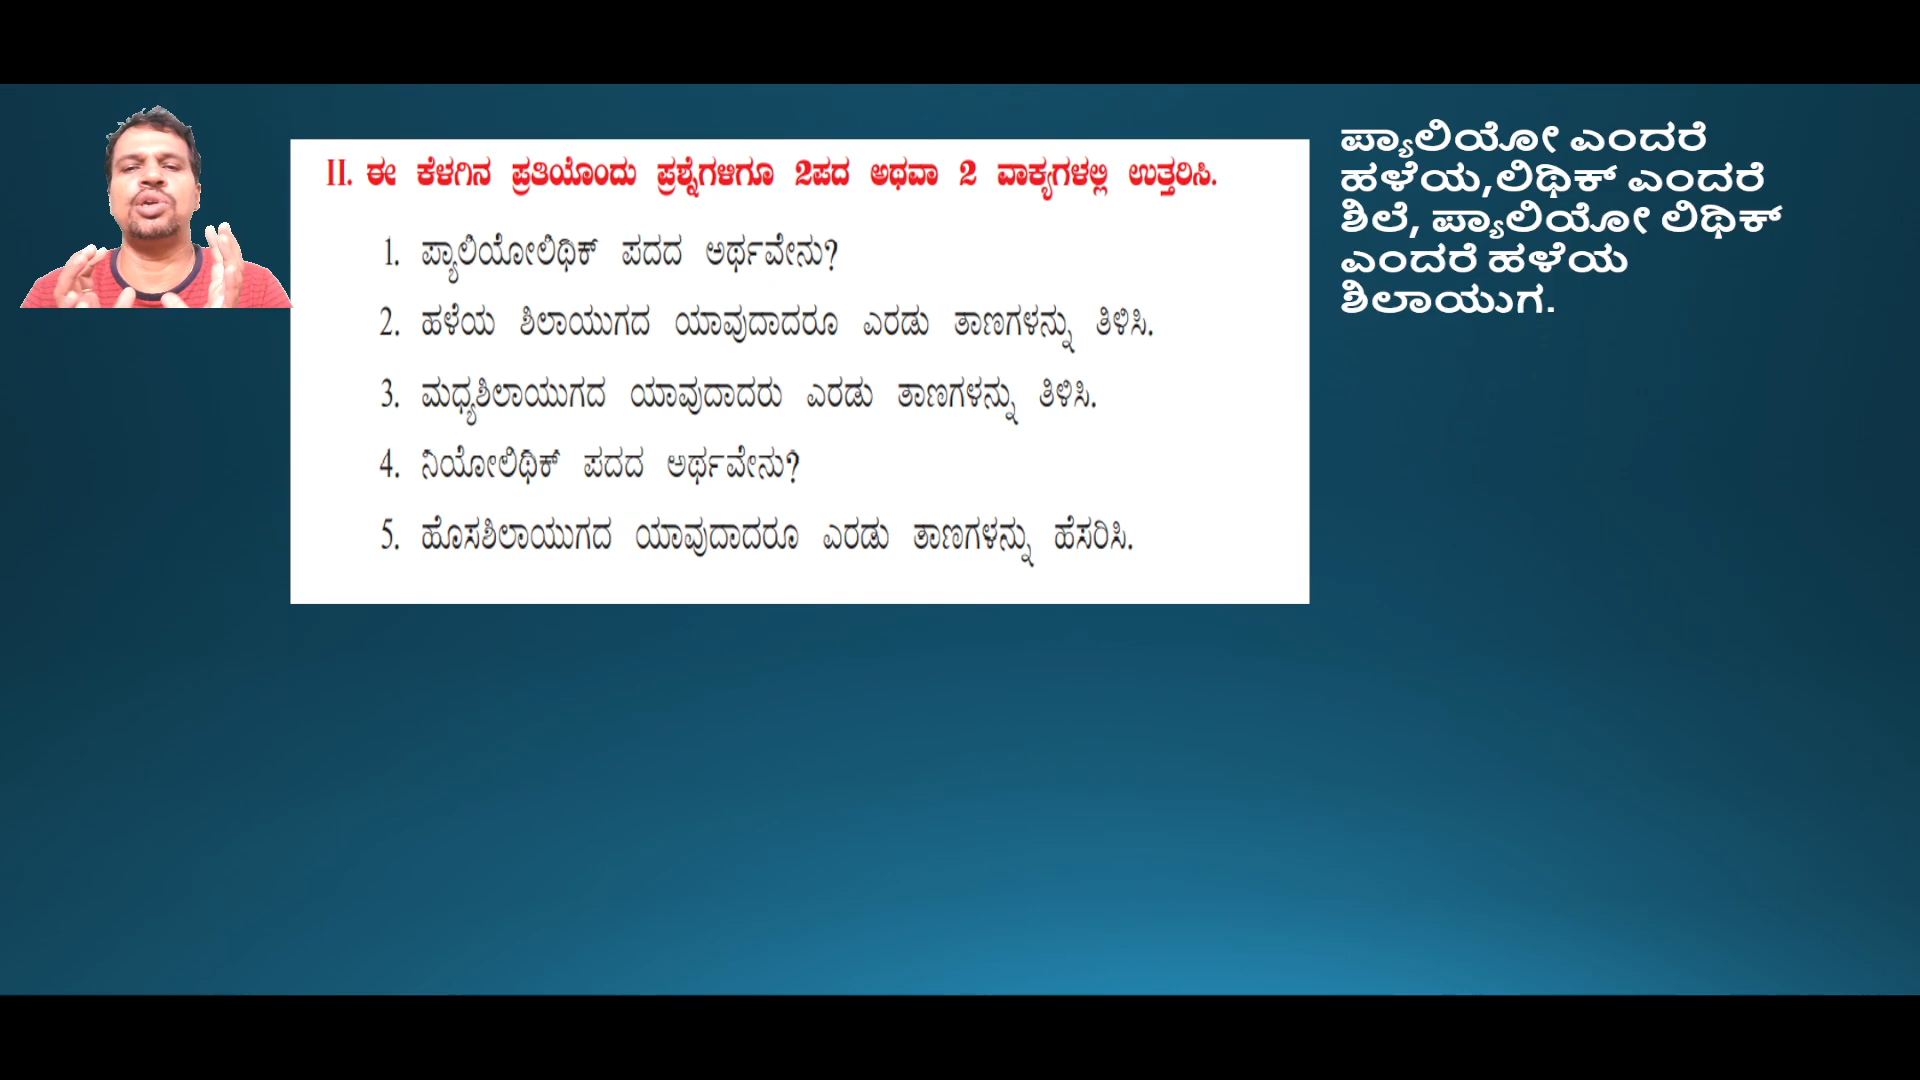 II. ಈ ಕೆಳಗಿನ ಪ್ರತಿಯೊಂದು ಪ್ರಶ್ನೆಗಳಿಗೂ 2ಪದ ಅಥವಾ 2 ವಾಕ್ಯಗಳಲ್ಲಿ ಉತ್ತರಿಸಿ.
1. ಪ್ಯಾಲಿಯೋಲಿಥಿಕ್ ಪದದ ಅರ್ಥವೇನು?
2. ಹಳೆಯ ಶಿಲಾಯುಗದ ಯಾವುದಾದರೂ ಎರಡು ತಾಣಗಳನ್ನು ತಿಳಿಸಿ.
3. ಮಧ್ಯಶಿಲಾಯುಗದ ಯಾವುದಾದರು ಎರಡು ತಾಣಗಳನ್ನು ತಿಳಿಸಿ.
4. ನಿಯೋಲಿಥಿಕ್ ಪದದ ಅರ್ಥವೇನು?
5. ಹೊಸಶಿಲಾಯುಗದ ಯಾವುದಾದರೂ ಎರಡು ತಾಣಗಳನ್ನು ಹೆಸರಿಸಿ.
ಪ್ಯಾಲಿಯೋ ಎಂದರೆ
ಹಳೆಯ,ಲಿಥಿಕ್ ಎಂದರೆ
ಶಿಲೆ, ಪ್ಯಾಲಿಯೋ ಲಿಥಿಕ್
ಎಂದರೆ ಹಳೆಯ
ಶಿಲಾಯುಗ.